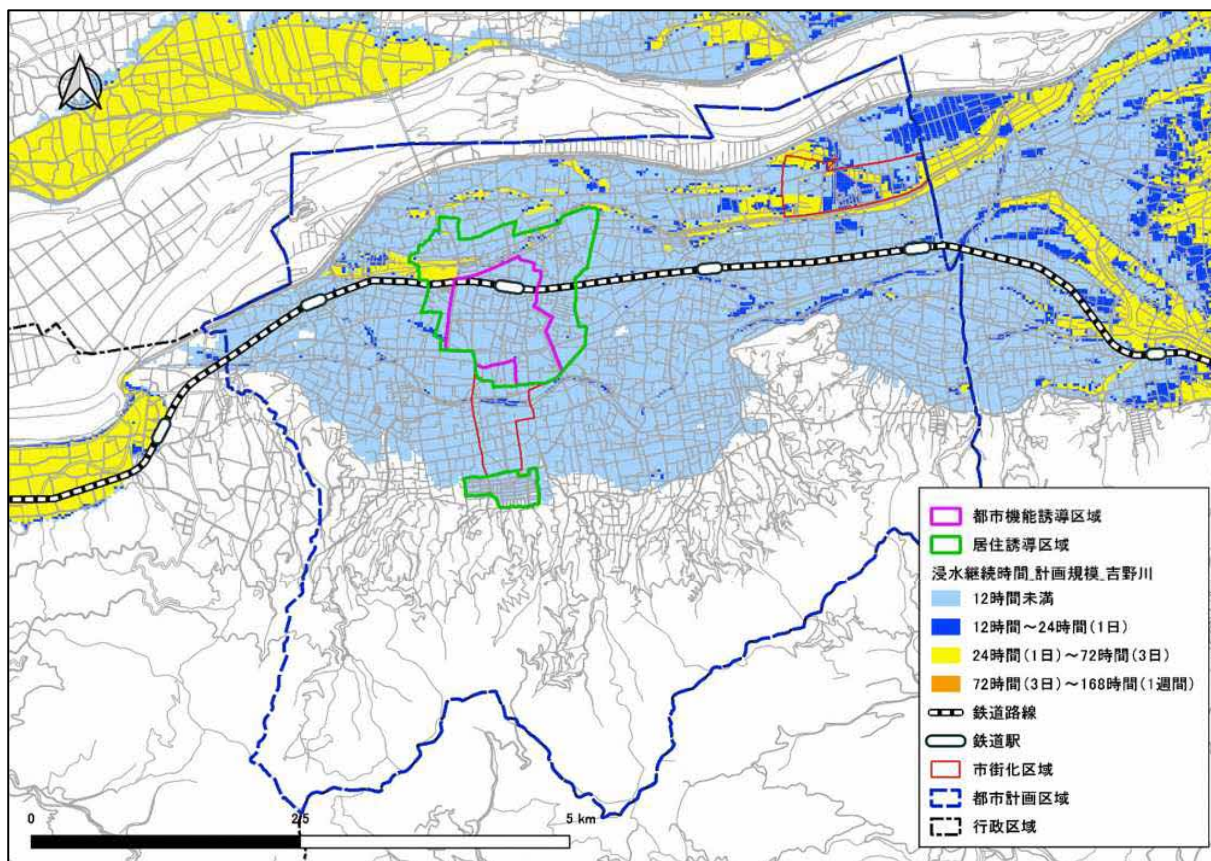 都市機能誘導区域
居住誘導区域
浸水継続時間_計画規模_吉野川
12時間未満
12時間～24時間(1日)
24時間(1日)～72時間(3日)
72時間(3日)～168時間(1週間)
鉄道路線
鉄道駅
市街化区域
都市計画区域
行政区域
0 2.5 5 km